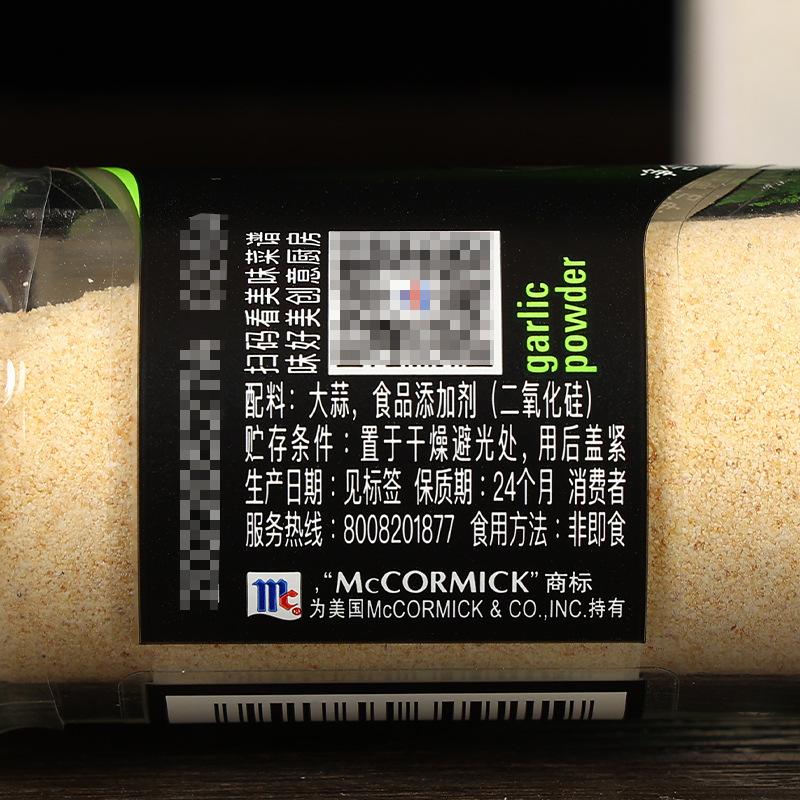 扫码看美味菜谱
味好美创意厨房
garlic
powder
配料：大蒜，食品添加剂（二氧化硅）
贮存条件：置于干燥避光处，用后盖紧
生产日期：见标签 保质期：24个月 消费者
服务热线：8008201877 食用方法：非即食
Mc ,“McCORMICK”商标
为美国McCORMICK & CO.,INC.持有